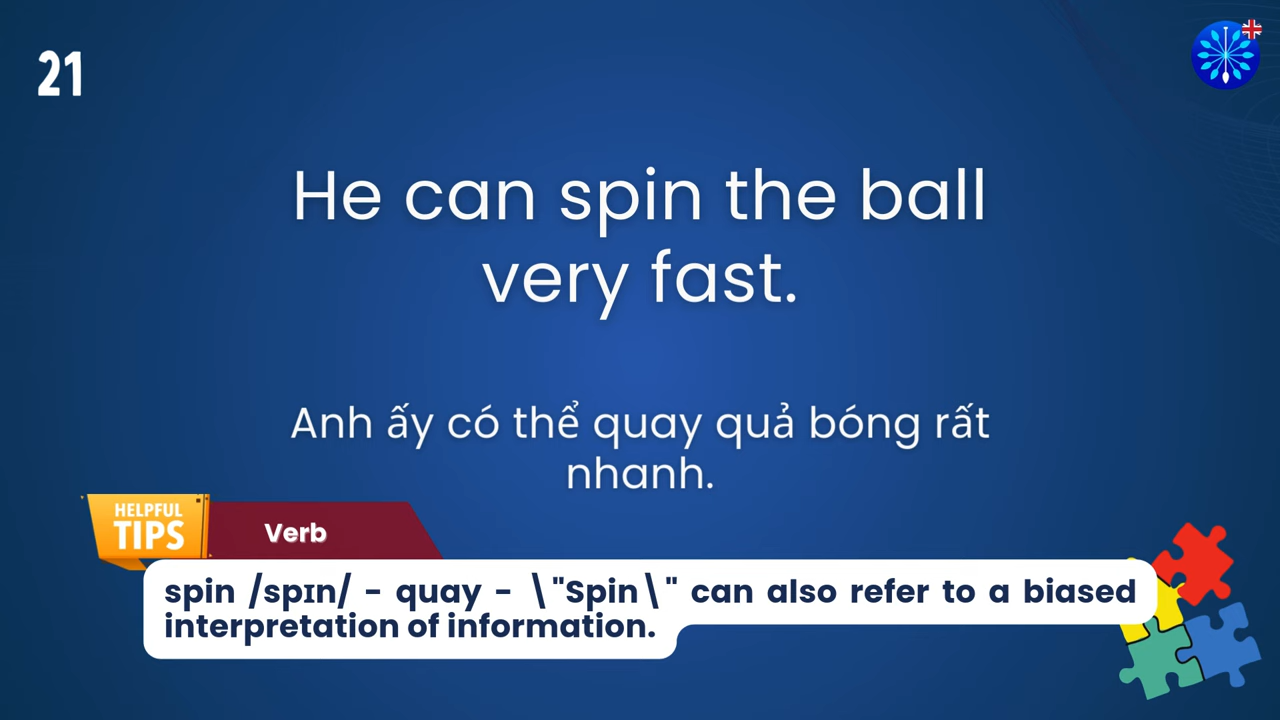 21
He can spin the ball
very fast.
Anh ấy có thể quay quả bóng rất
nhanh.
HELPFUL
TIPS
Verb
spin /spɪn/ - quay - \"Spin\" can also refer to a biased
interpretation of information.